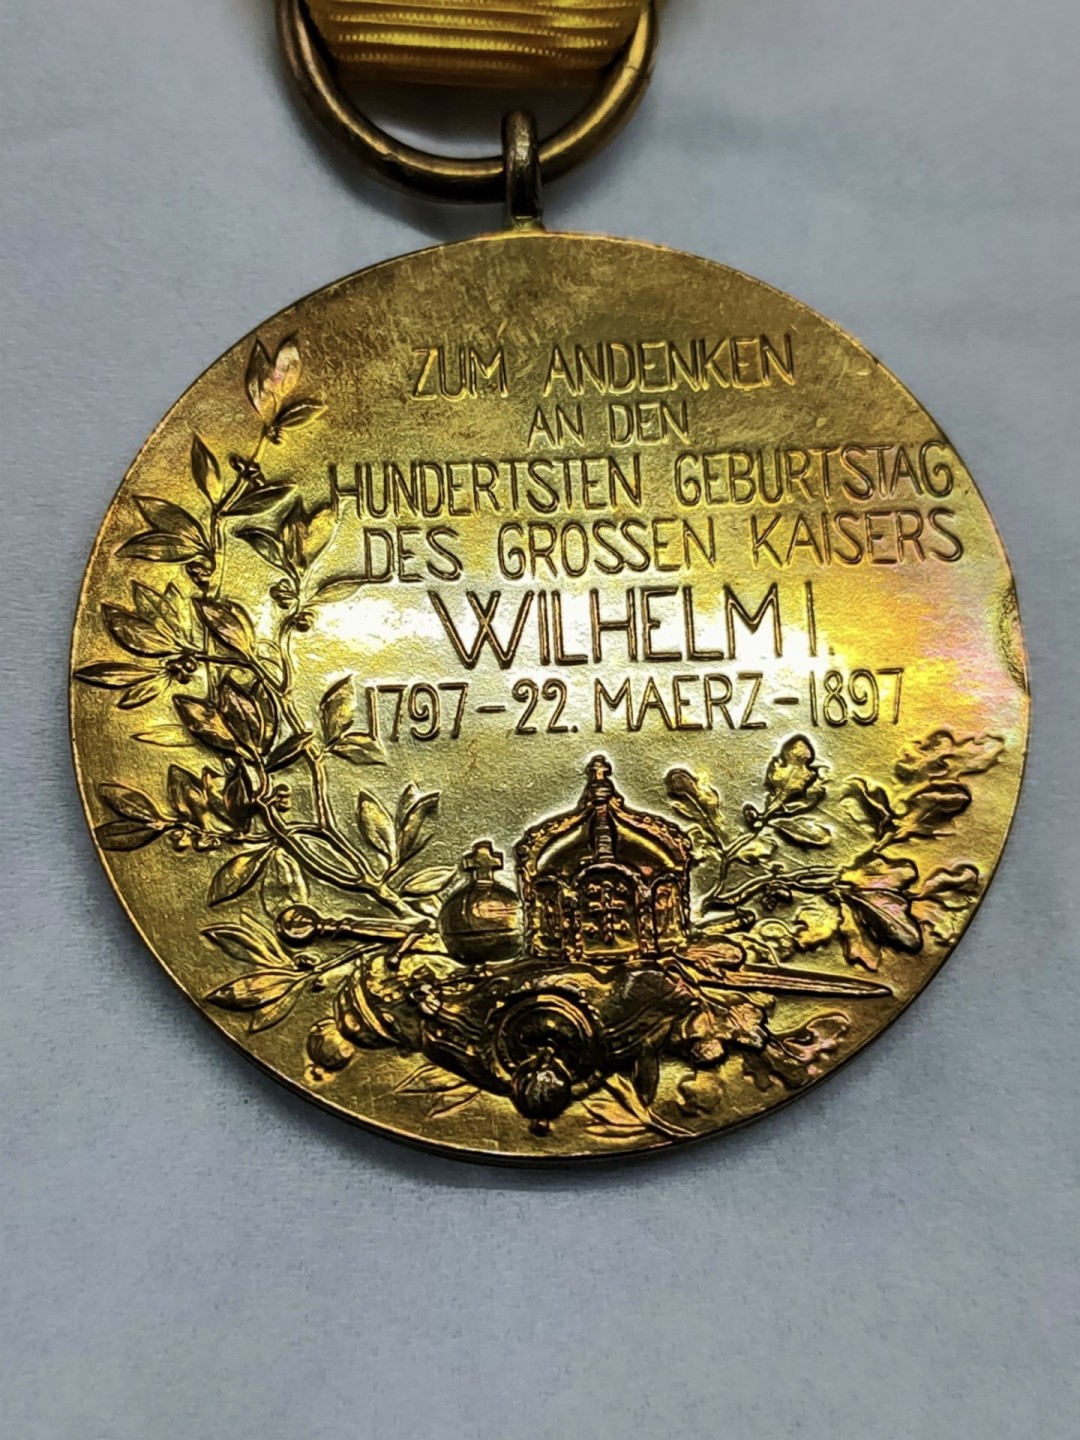 ZUM ANDENKEN
AN DEN
HUNDERTSTEN GEBURTSTAG
DES GROSSEN KAISERS
WILHELM I.
1797-22. MAERZ-1897